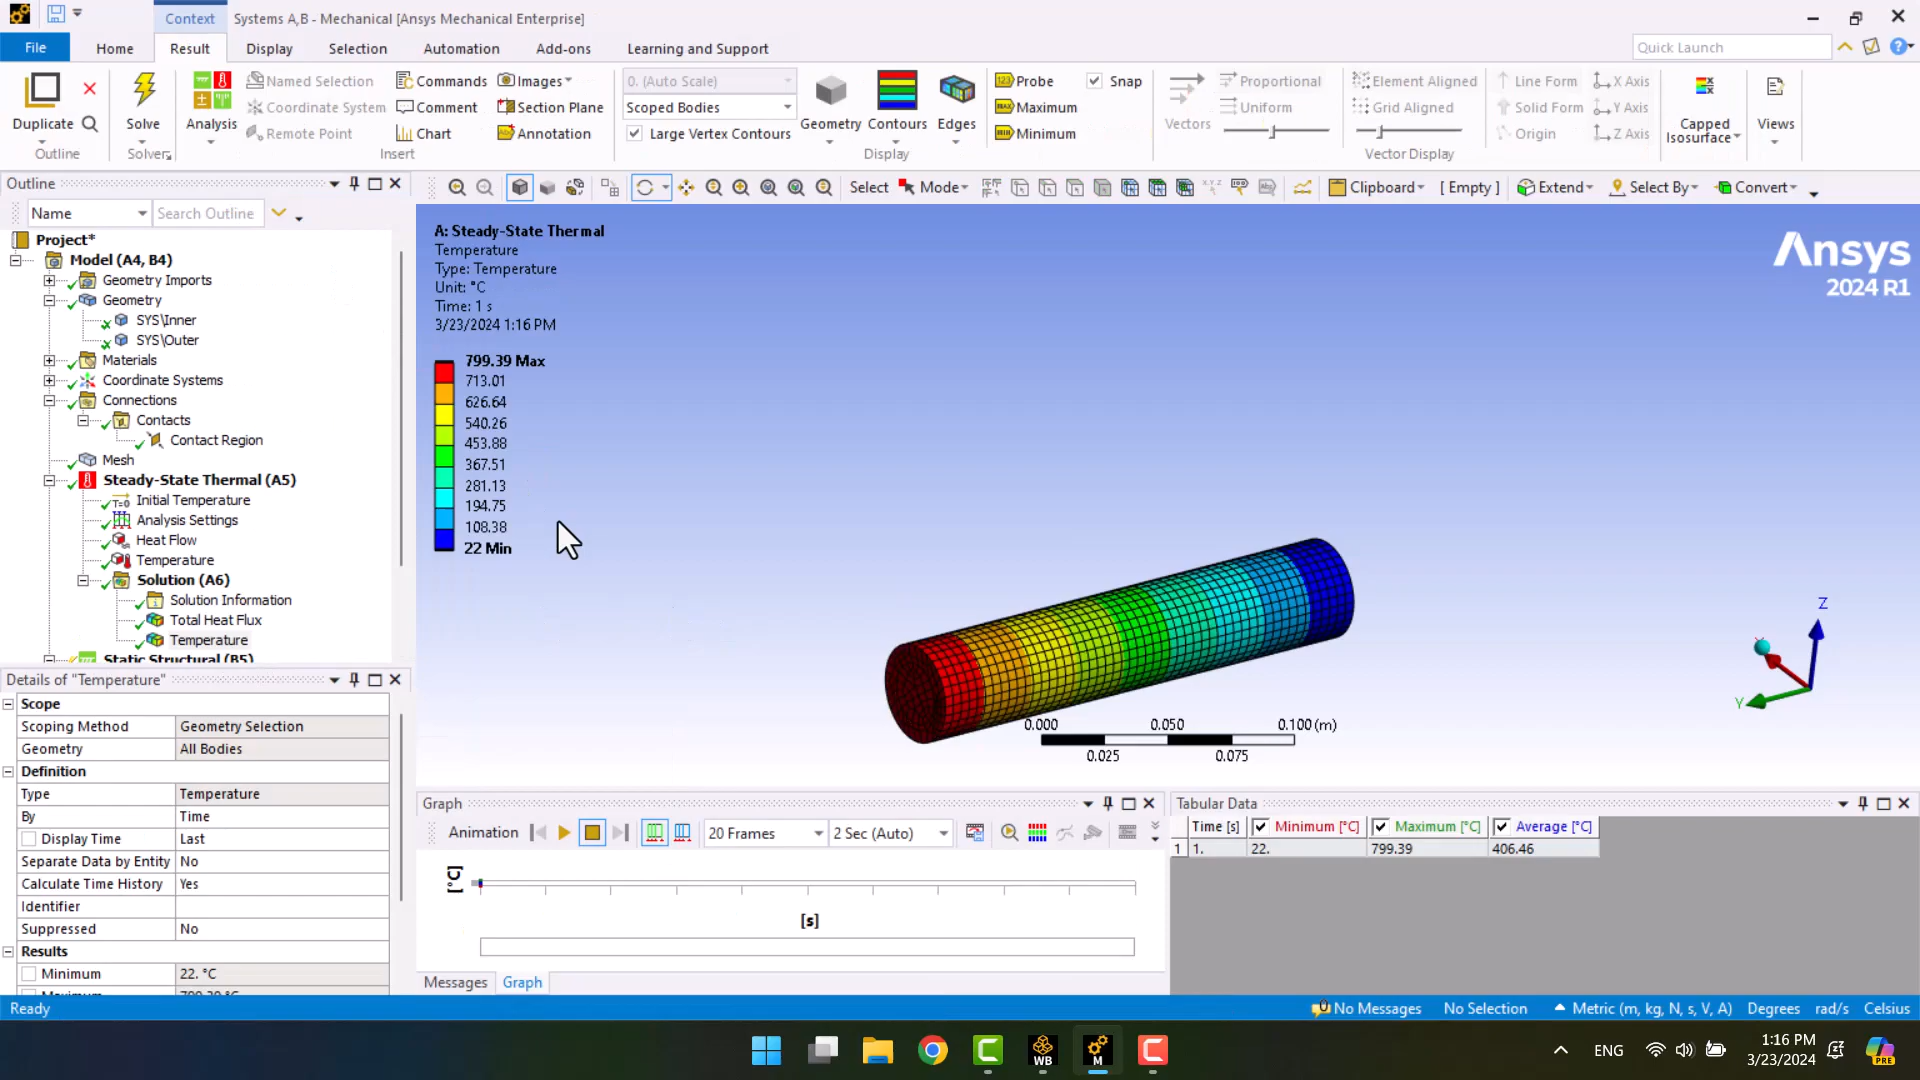 Context
Systems A,B - Mechanical [Ansys Mechanical Enterprise]
File
Home
Result
Display
Selection
Automation
Add-ons
Learning and Support
Quick Launch
Duplicate
Outline
Solve
Solver
Analysis
Named Selection
Coordinate System
Remote Point
Commands
Comment
Chart
Images
Section Plane
Annotation
Insert
0. (Auto Scale)
Scoped Bodies
Large Vertex Contours
Geometry
Contours
Edges
Display
Probe
Maximum
Minimum
Snap
Vectors
Proportional
Uniform
Element Aligned
Grid Aligned
Line Form
Solid Form
Origin
X Axis
Y Axis
Z Axis
Vector Display
Capped
Isosurface
Views
Outline
Name
Search Outline
Select
Mode
Clipboard
[ Empty ]
Extend
Select By
Convert
Project*
Model (A4, B4)
Geometry Imports
Geometry
SYS\Inner
SYS\Outer
Materials
Coordinate Systems
Connections
Contacts
Contact Region
Mesh
Steady-State Thermal (A5)
Initial Temperature
Analysis Settings
Heat Flow
Temperature
Solution (A6)
Solution Information
Total Heat Flux
Temperature
Static Structural (B5)
A: Steady-State Thermal
Temperature
Type: Temperature
Unit: °C
Time: 1 s
3/23/2024 1:16 PM
799.39 Max
713.01
626.64
540.26
453.88
367.51
281.13
194.75
108.38
22 Min
Ansys
2024 R1
0.000
0.050
0.100 (m)
0.025
0.075
Z
X
Y
Details of "Temperature"
Scope
Scoping Method Geometry Selection
Geometry All Bodies
Definition
Type Temperature
By Time
Display Time Last
Separate Data by Entity No
Calculate Time History Yes
Identifier
Suppressed No
Results
Minimum 22. °C
Maximum 799.39 °C
Graph
Animation
20 Frames
2 Sec (Auto)
[°C]
[s]
Messages
Graph
Tabular Data
Time [s] Minimum [°C] Maximum [°C] Average [°C]
1 1. 22. 799.39 406.46
Ready
No Messages
No Selection
Metric (m, kg, N, s, V, A)
Degrees
rad/s
Celsius
WB
M
ENG
1:16 PM
3/23/2024
PRE